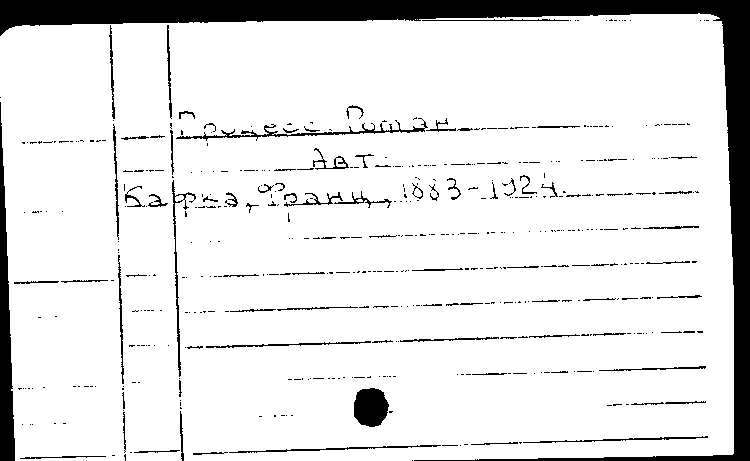 Процесс. Роман
Авт.
Кафка, Франц, 1883-1924.